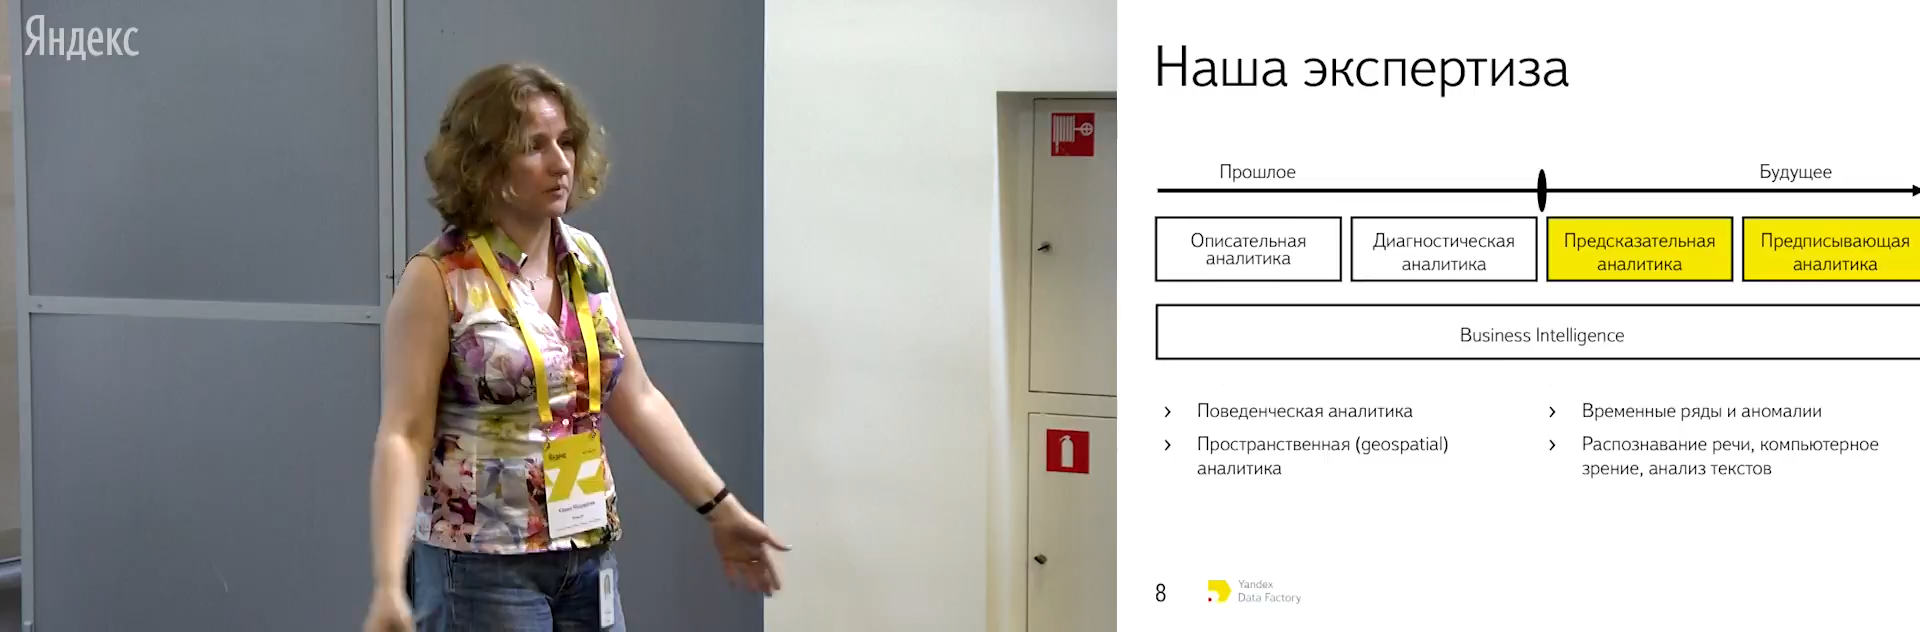 Яндекс
Наша экспертиза
Прошлое
Будущее
Описательная
аналитика
Диагностическая
аналитика
Предсказательная
аналитика
Предписывающая
аналитика
Business Intelligence
› Поведенческая аналитика
› Пространственная (geospatial)
аналитика
› Временные ряды и аномалии
› Распознавание речи, компьютерное
зрение, анализ текстов
8
Yandex
Data Factory